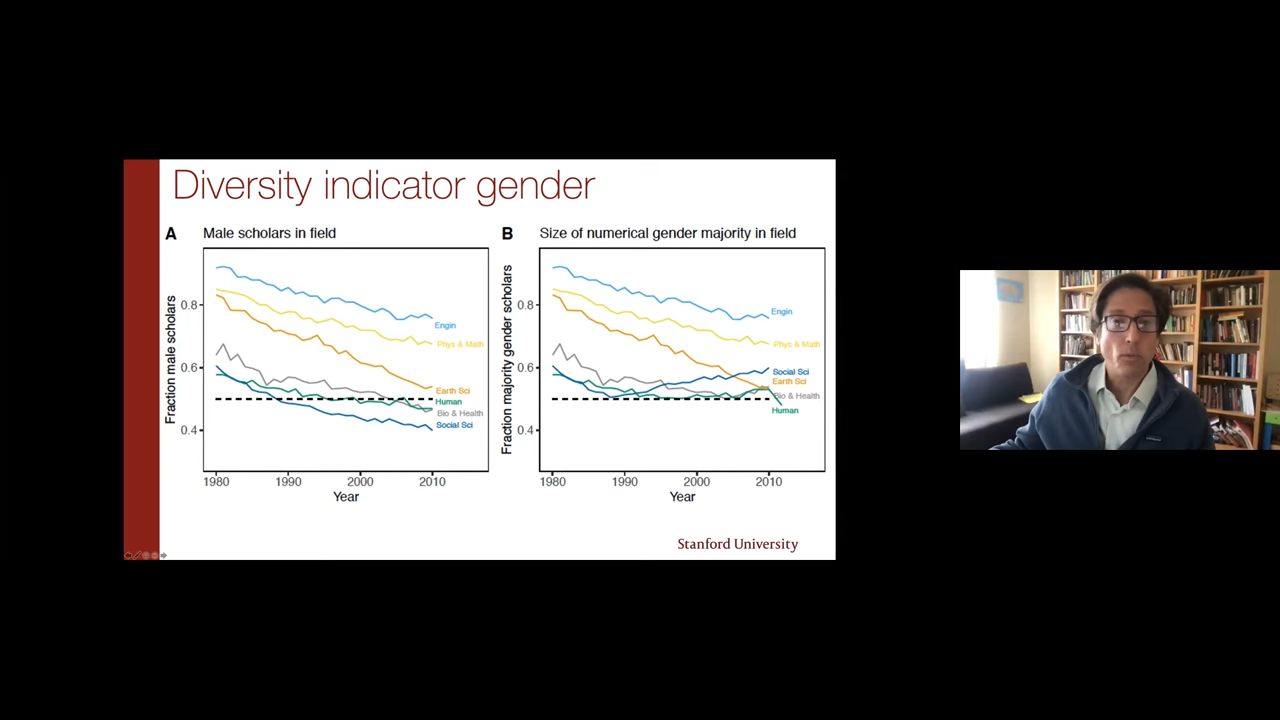 Diversity indicator gender
A Male scholars in field
Fraction male scholars
0.8
0.6
0.4
Engin
Phys & Math
Earth Sci
Human
Bio & Health
Social Sci
1980 1990 2000 2010
Year
B Size of numerical gender majority in field
Fraction majority gender scholars
0.8
0.6
0.4
Engin
Phys & Math
Social Sci
Earth Sci
Bio & Health
Human
1980 1990 2000 2010
Year
Stanford University